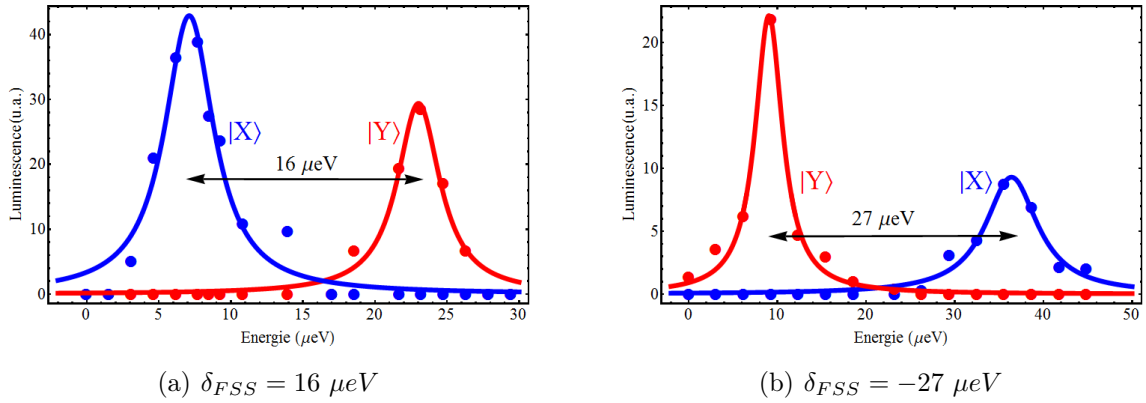 40
30
20
10
0
Luminescence(u.a.)
|X⟩
|Y⟩
16 μeV
0 5 10 15 20 25 30
Energie (μeV)
(a) δFSS = 16 μeV
20
15
10
5
0
Luminescence(u.a.)
|Y⟩
|X⟩
27 μeV
0 10 20 30 40 50
Energie (μeV)
(b) δFSS = −27 μeV